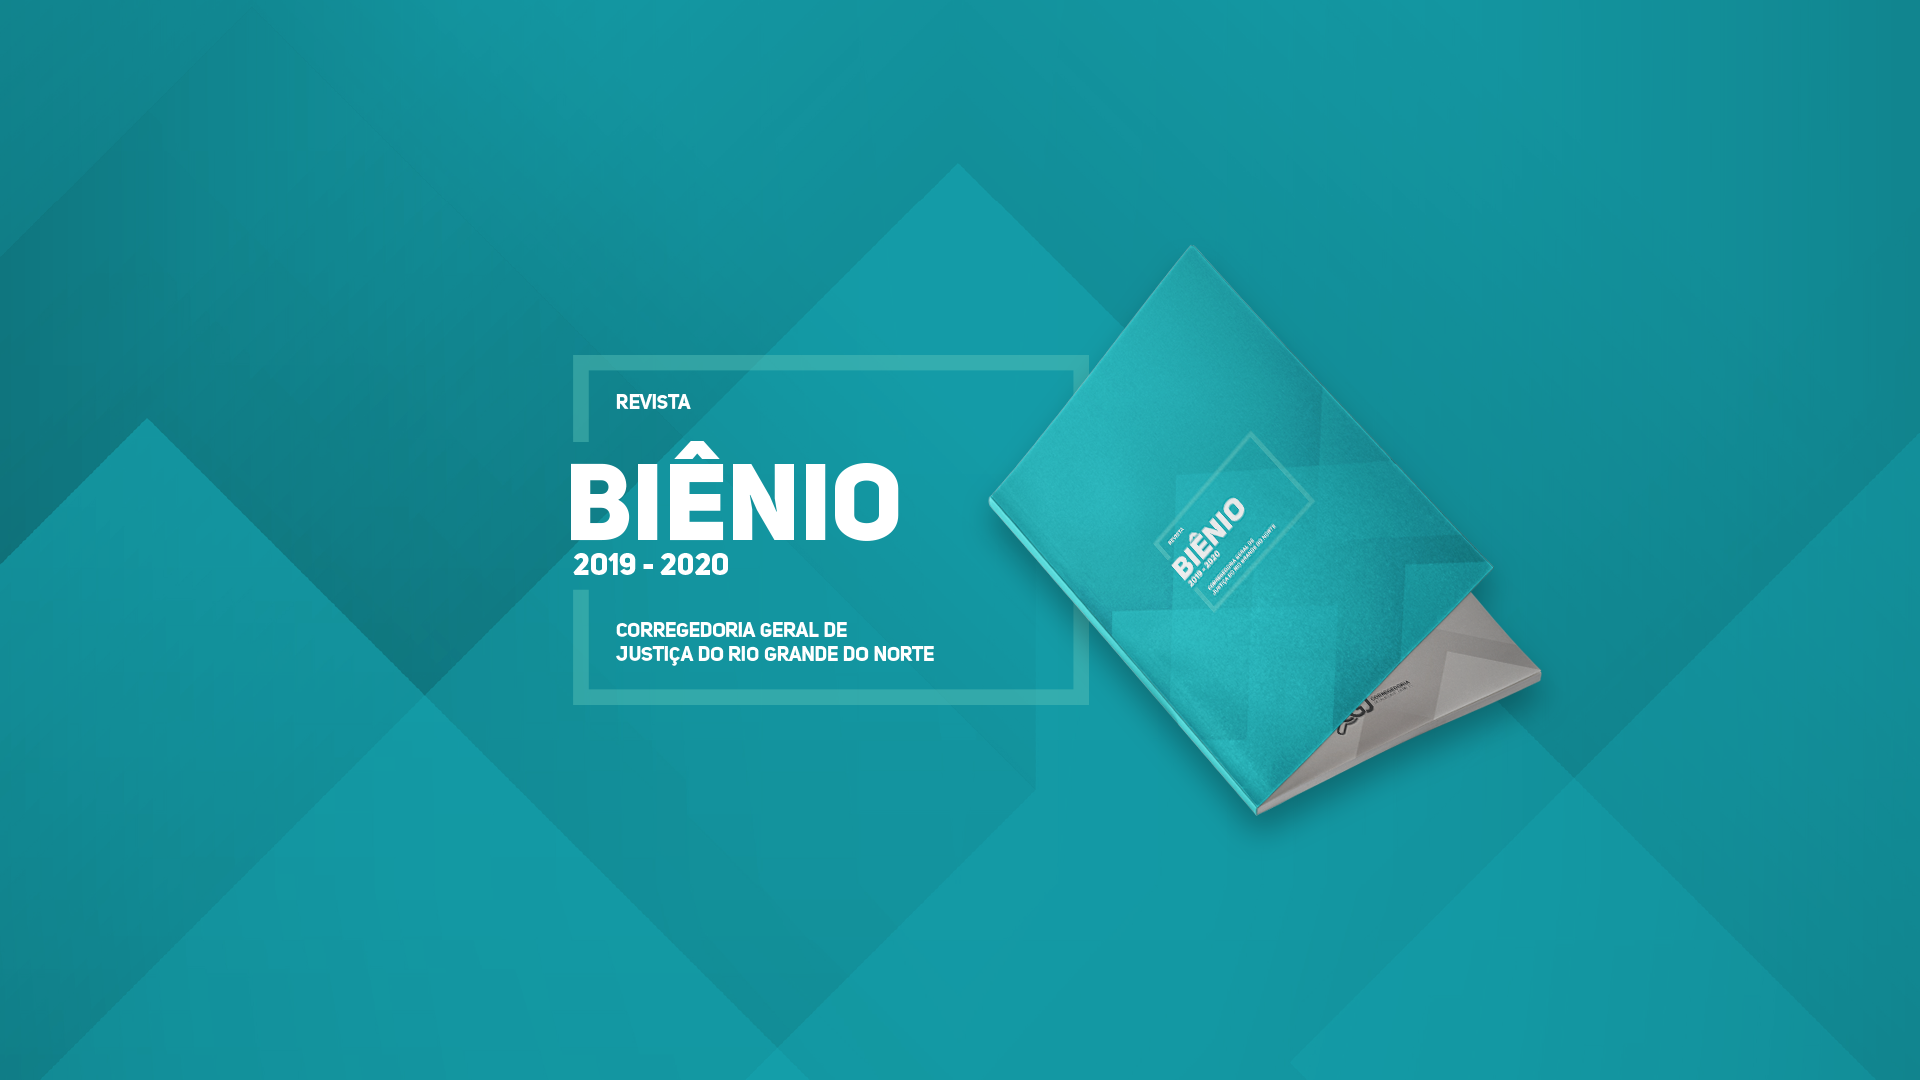 REVISTA
BIÊNIO
2019 - 2020
CORREGEDORIA GERAL DE
JUSTIÇA DO RIO GRANDE DO NORTE
REVISTA
BIÊNIO
2019 - 2020
CORREGEDORIA GERAL DE
JUSTIÇA DO RIO GRANDE DO NORTE
CORREGEDORIA